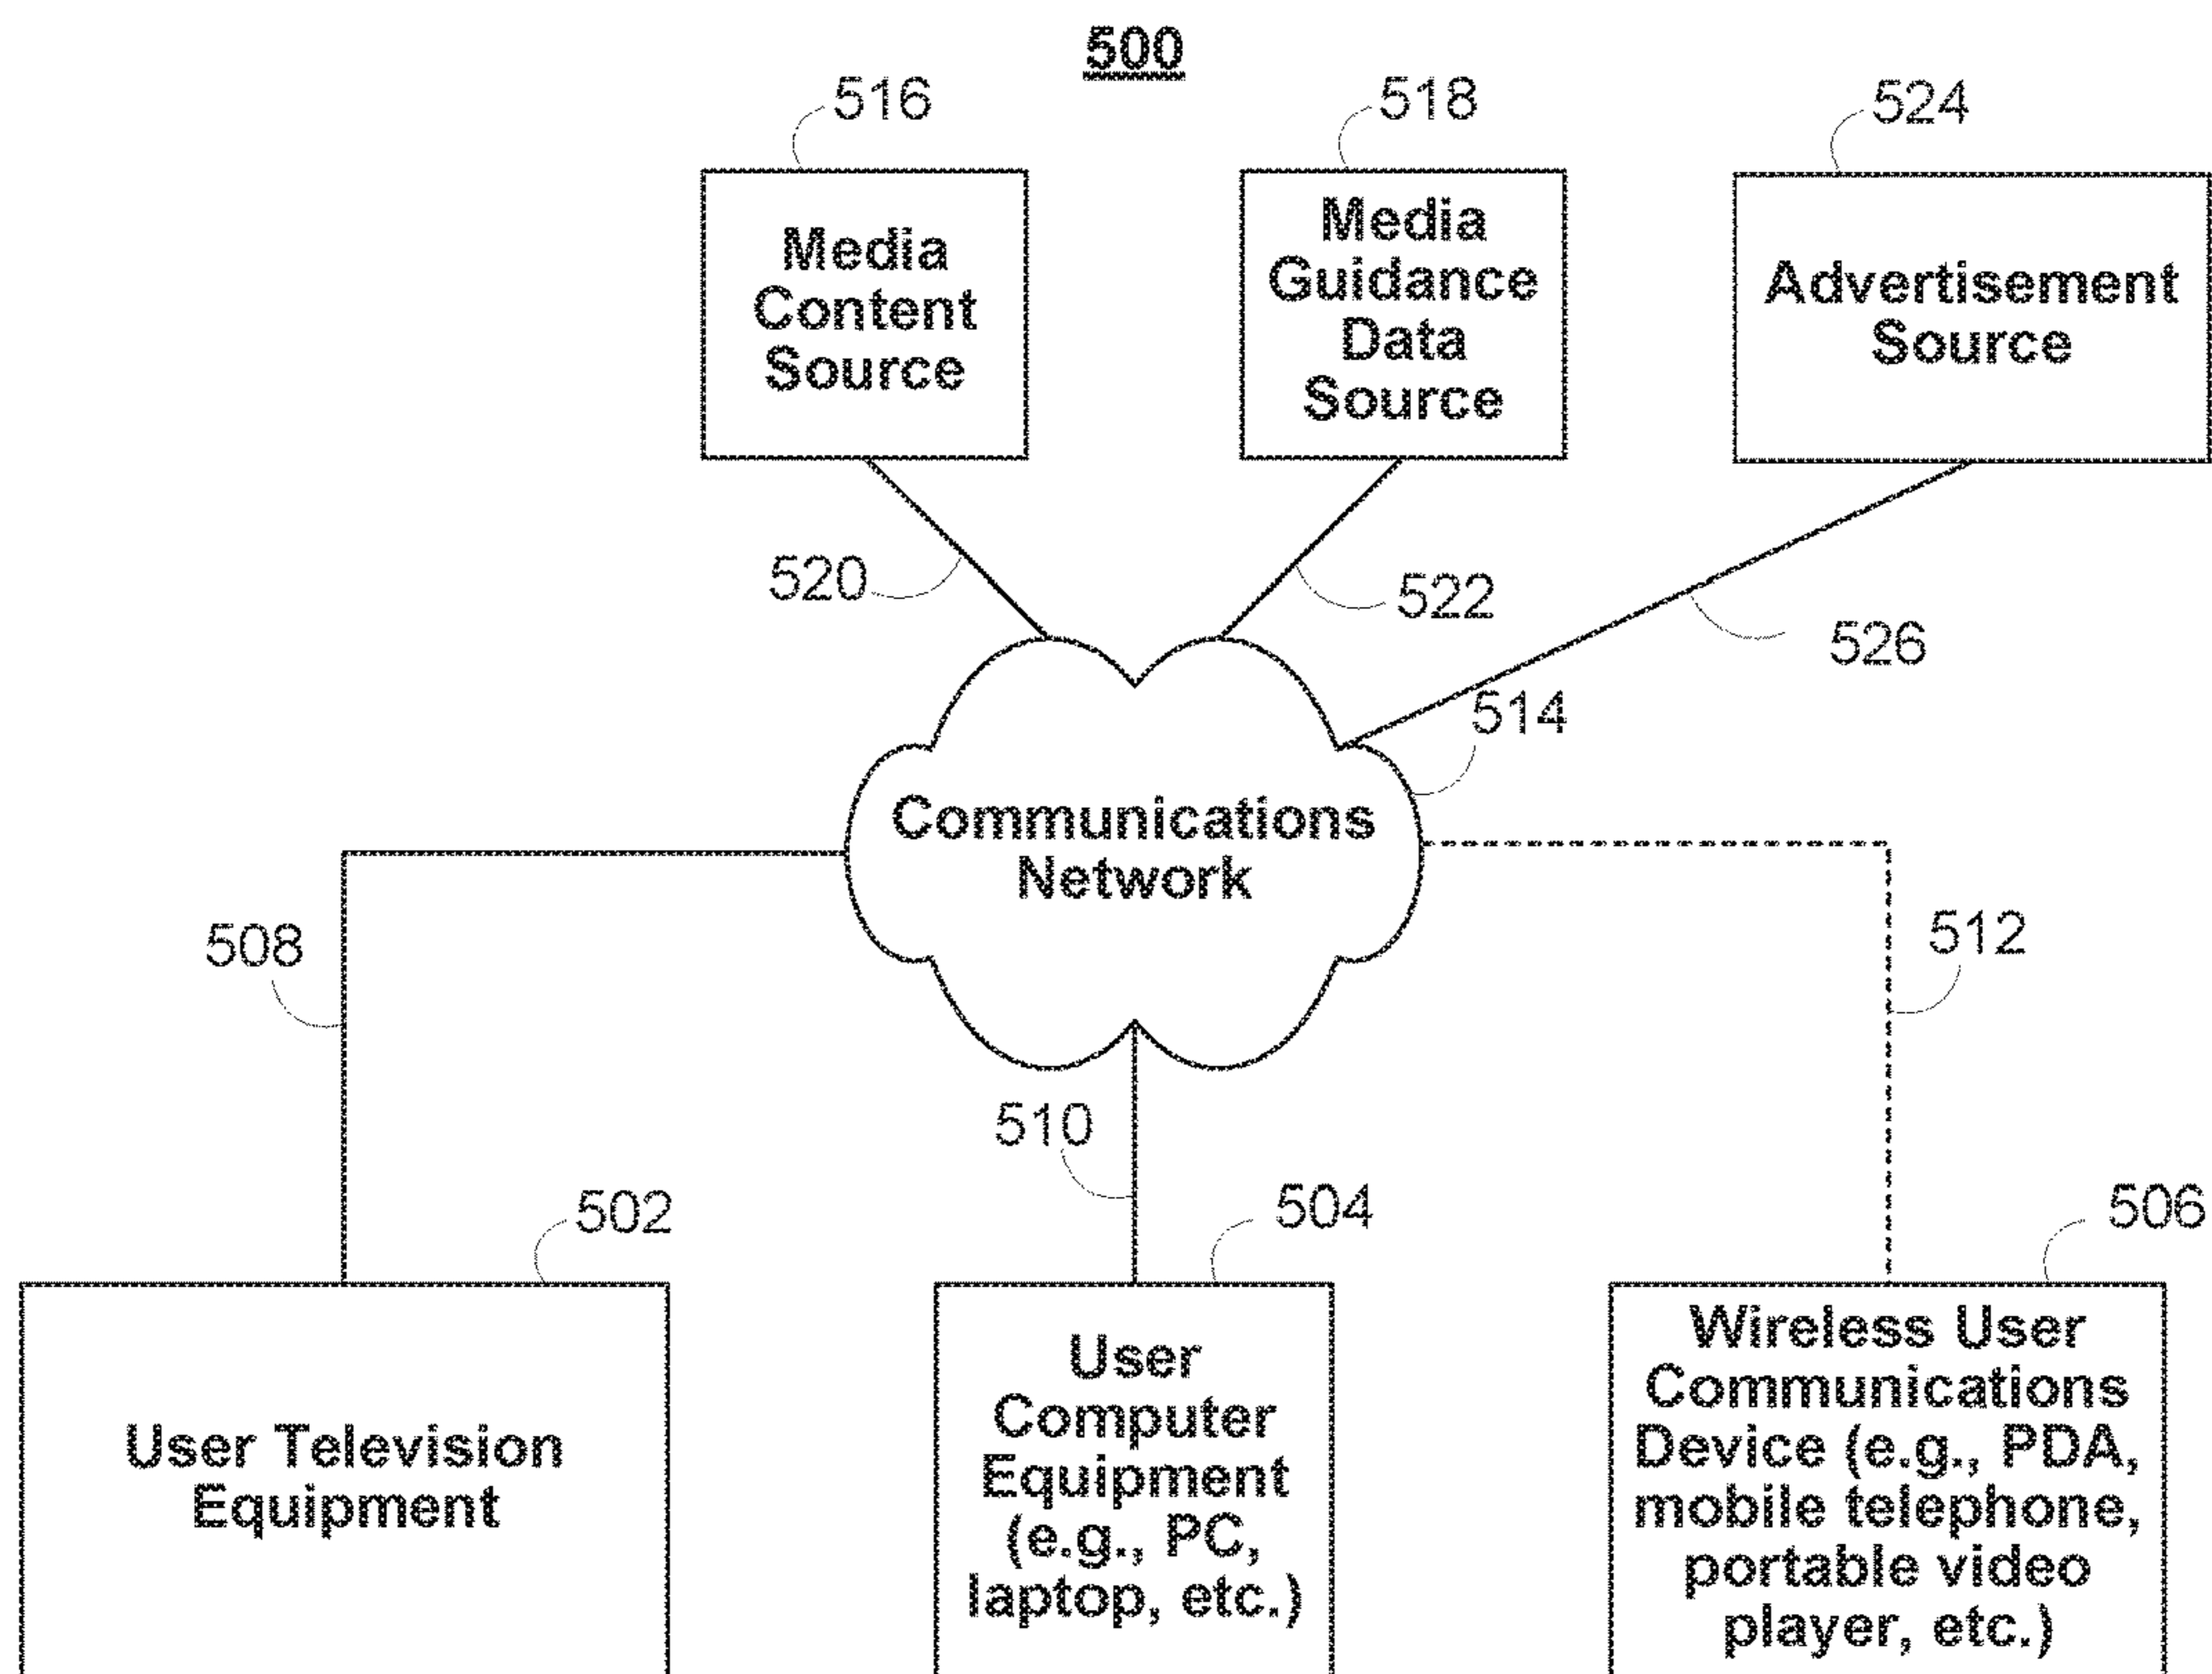 500
516
518
524
Media
Content
Source
Media
Guidance
Data
Source
Advertisement
Source
520
522
526
514
Communications
Network
508
512
510
502
504
506
User Television
Equipment
User
Computer
Equipment
(e.g., PC,
laptop, etc.)
Wireless User
Communications
Device (e.g., PDA,
mobile telephone,
portable video
player, etc.)